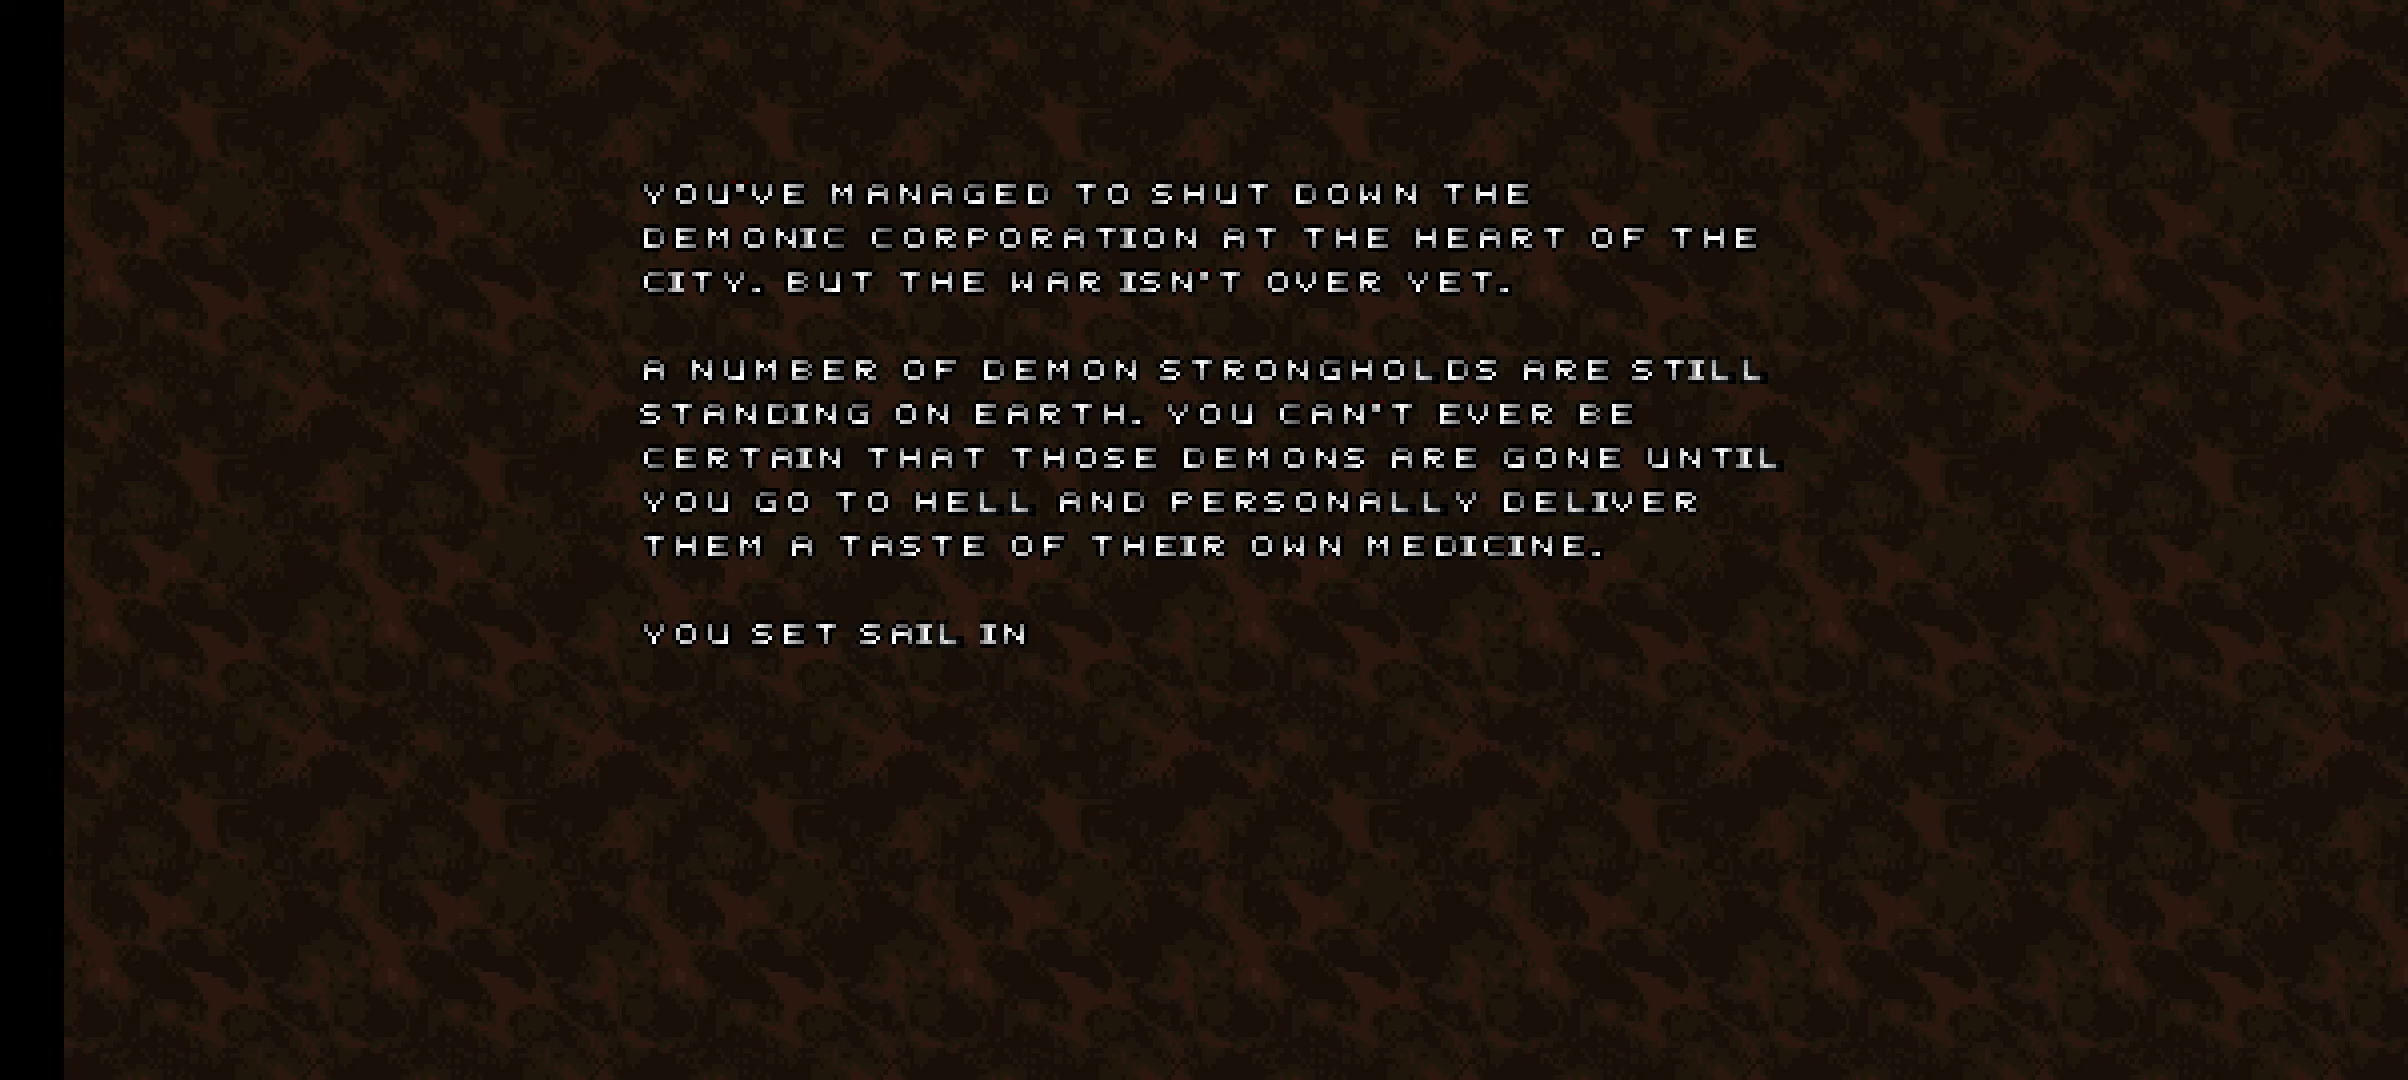 YOU'VE MANAGED TO SHUT DOWN THE
DEMONIC CORPORATION AT THE HEART OF THE
CITY. BUT THE WAR ISN'T OVER YET.
A NUMBER OF DEMON STRONGHOLDS ARE STILL
STANDING ON EARTH. YOU CAN'T EVER BE
CERTAIN THAT THOSE DEMONS ARE GONE UNTIL
YOU GO TO HELL AND PERSONALLY DELIVER
THEM A TASTE OF THEIR OWN MEDICINE.
YOU SET SAIL IN